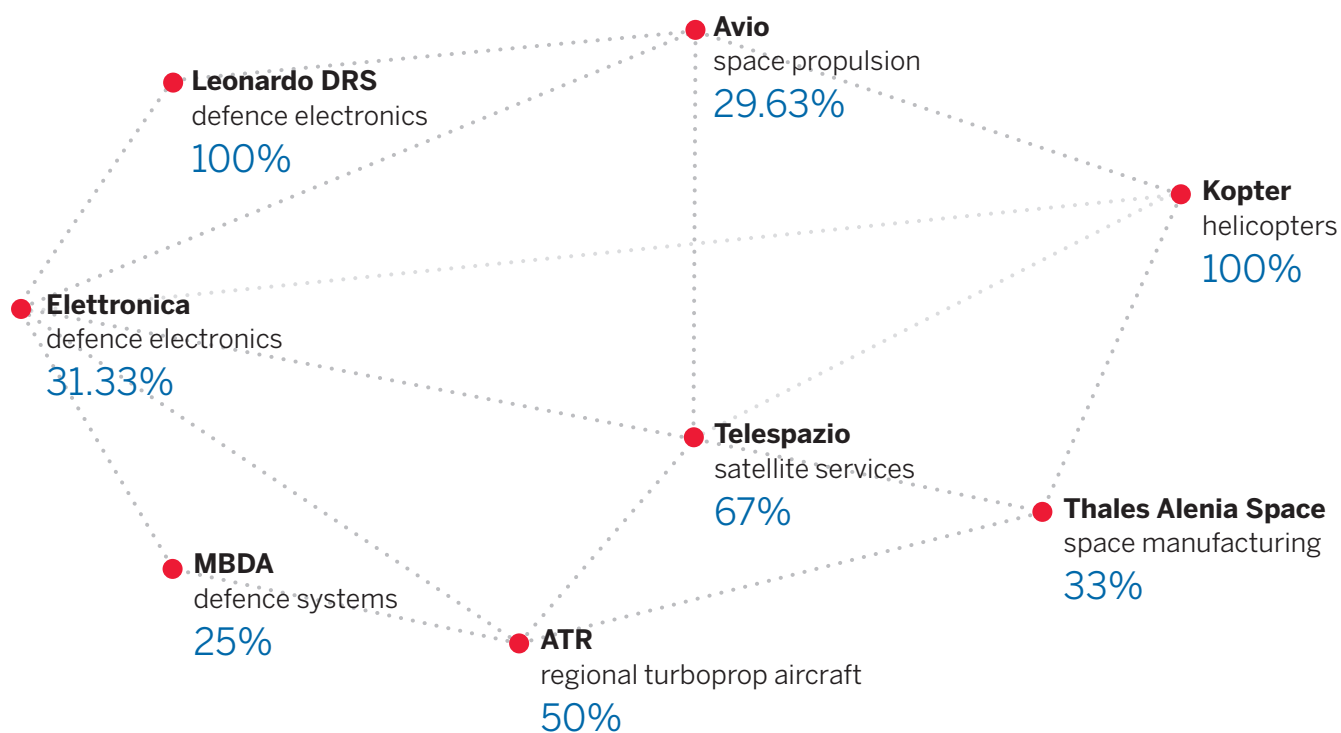 Avio
space propulsion
29.63%
Leonardo DRS
defence electronics
100%
Kopter
helicopters
100%
Elettronica
defence electronics
31.33%
Telespazio
satellite services
67%
Thales Alenia Space
space manufacturing
33%
MBDA
defence systems
25%
ATR
regional turboprop aircraft
50%